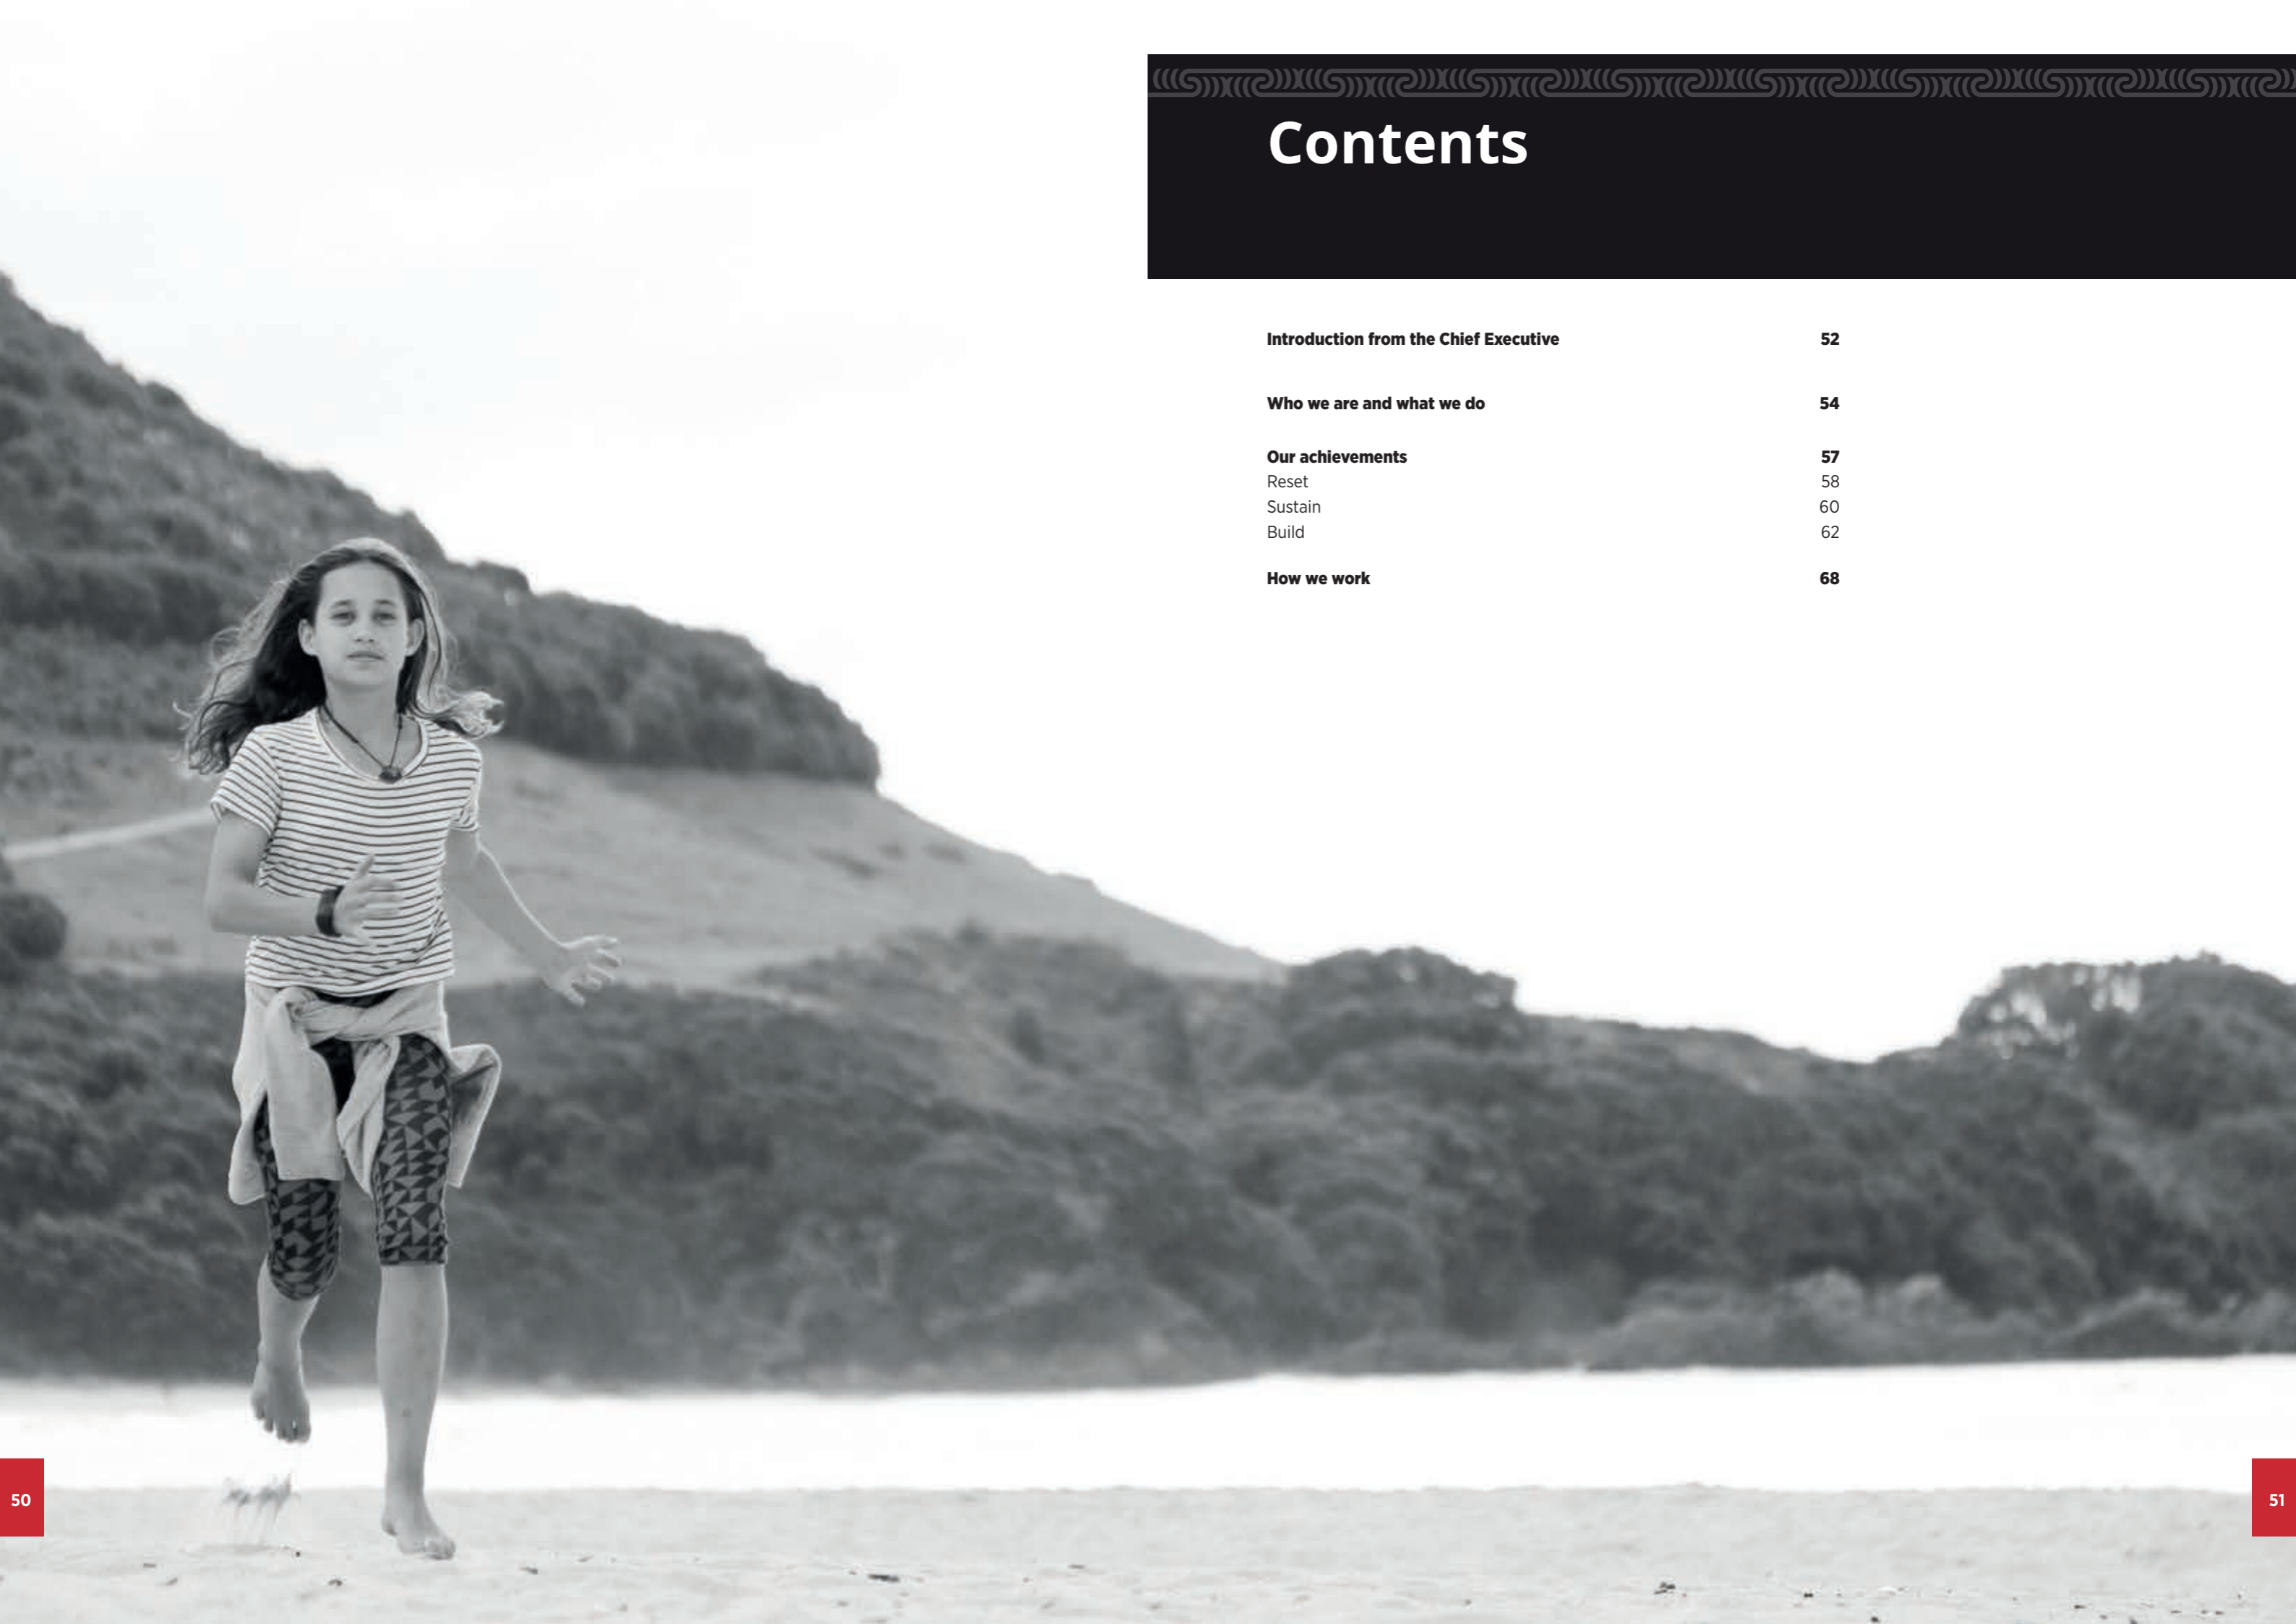 Contents
Introduction from the Chief Executive 52
Who we are and what we do 54
Our achievements 57
Reset 58
Sustain 60
Build 62
How we work 68
50
51